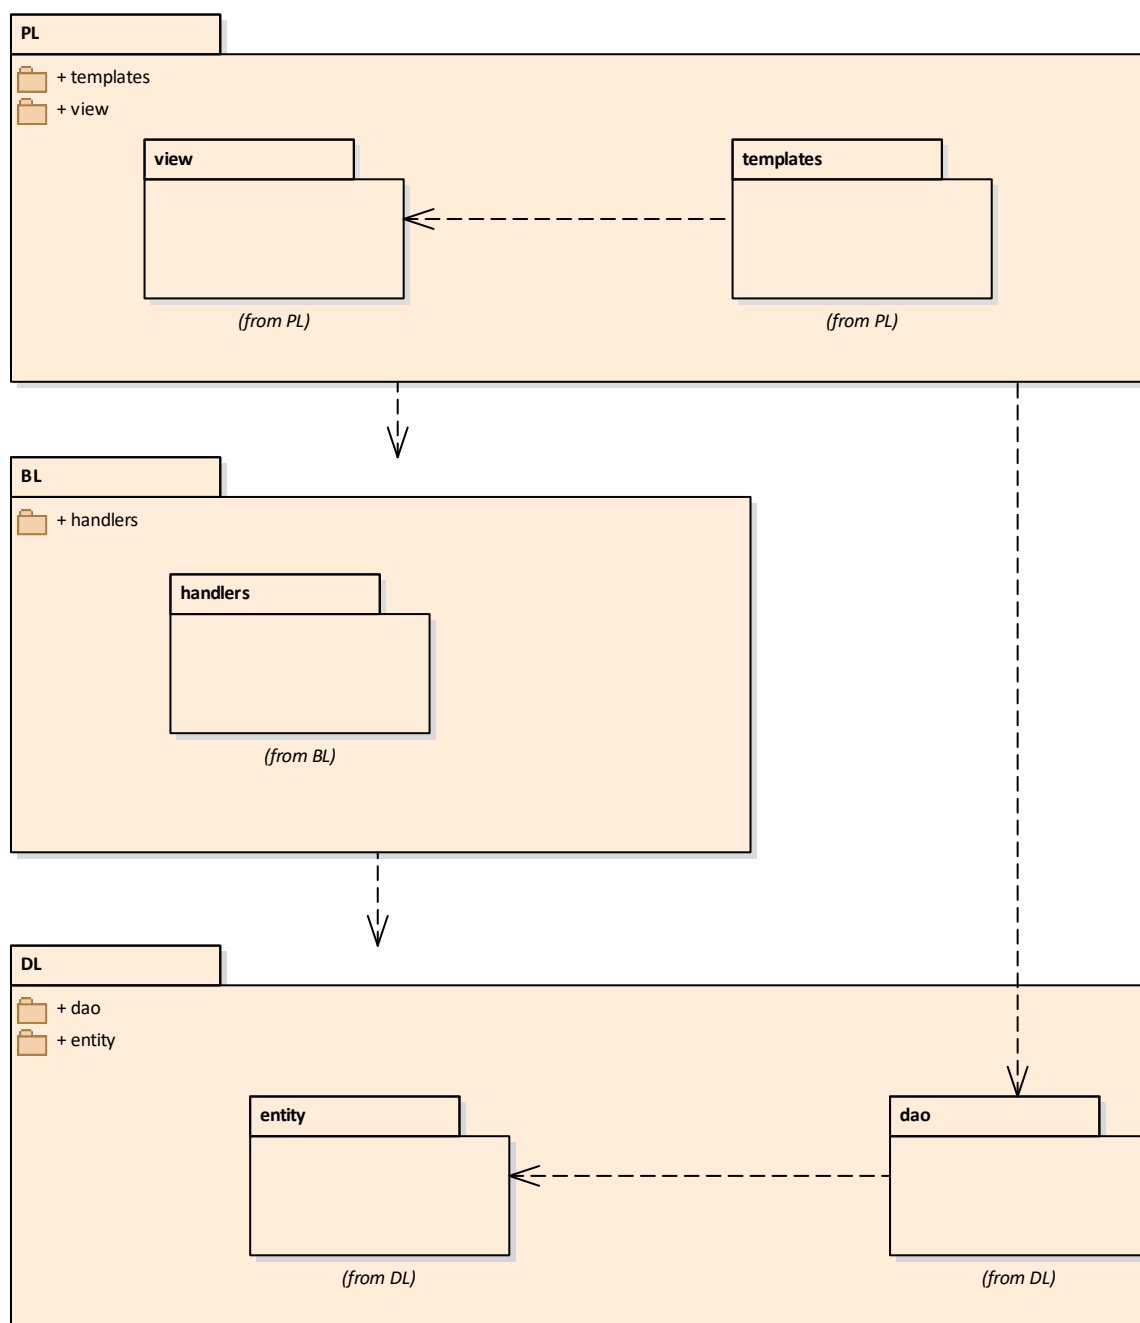 PL
+ templates
+ view
view
templates
(from PL)
(from PL)
BL
+ handlers
handlers
(from BL)
DL
+ dao
+ entity
entity
dao
(from DL)
(from DL)